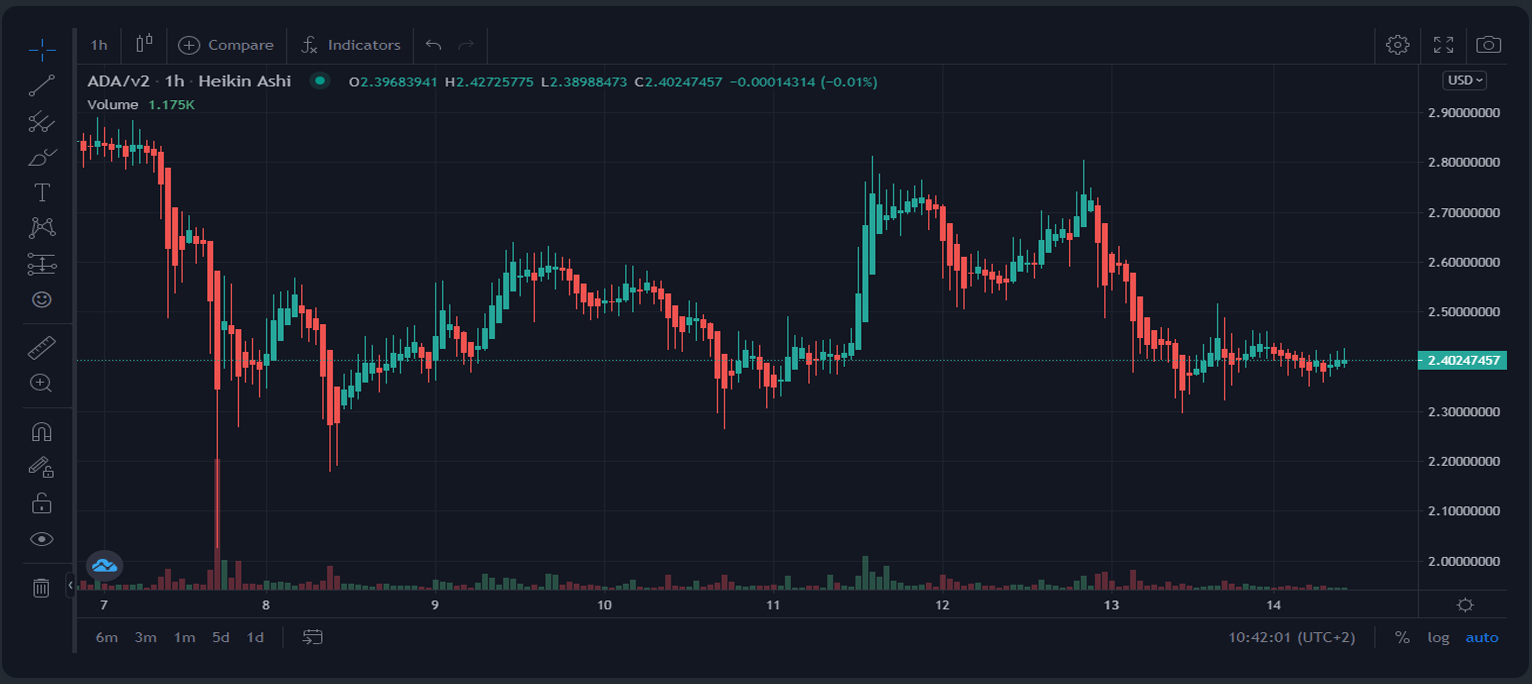 1h Compare Indicators
ADA/v2 · 1h · Heikin Ashi O2.39683941 H2.42725775 L2.38988473 C2.40247457 −0.00014314 (−0.01%)
USD
Volume 1.175K
2.90000000
2.80000000
2.70000000
2.60000000
2.50000000
2.40247457
2.30000000
2.20000000
2.10000000
2.00000000
7 8 9 10 11 12 13 14
6m 3m 1m 5d 1d 10:42:01 (UTC+2) % log auto